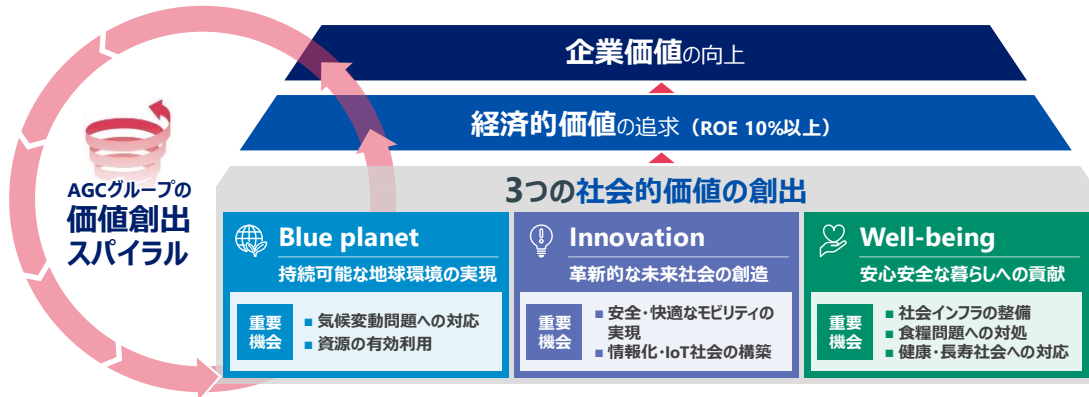 企業価値の向上
経済的価値の追求（ROE 10%以上）
AGCグループの
価値創出
スパイラル
3つの社会的価値の創出
Blue planet
持続可能な地球環境の実現
重要
機会
■ 気候変動問題への対応
■ 資源の有効利用
Innovation
革新的な未来社会の創造
重要
機会
■ 安全・快適なモビリティの
実現
■ 情報化・IoT社会の構築
Well-being
安心安全な暮らしへの貢献
重要
機会
■ 社会インフラの整備
■ 食糧問題への対処
■ 健康・長寿社会への対応